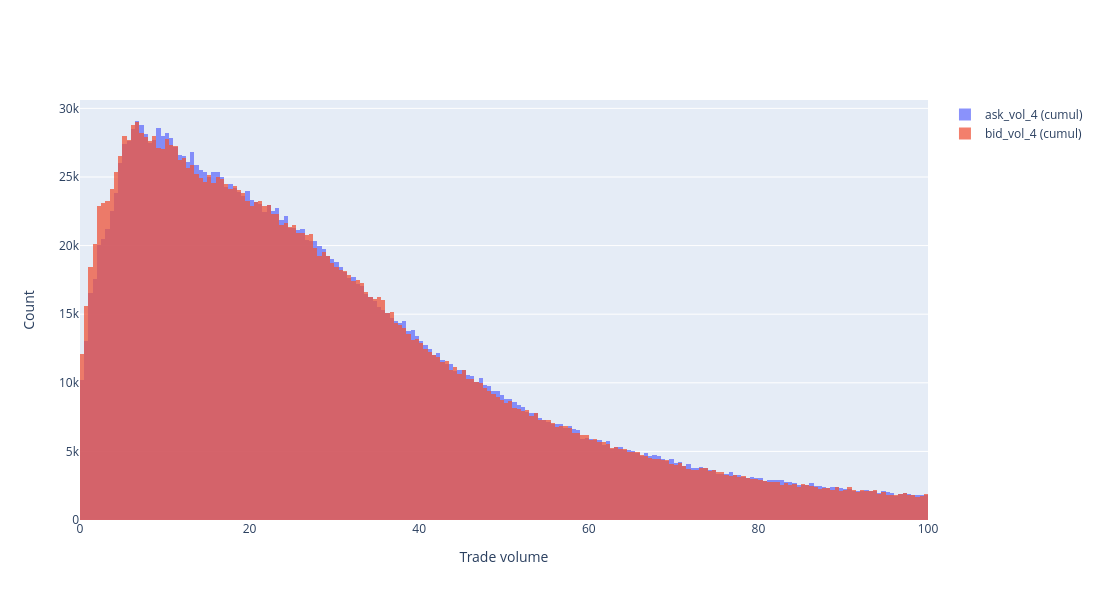 30k
25k
20k
15k
10k
5k
0
0 20 40 60 80 100
Trade volume
Count
ask_vol_4 (cumul)
bid_vol_4 (cumul)